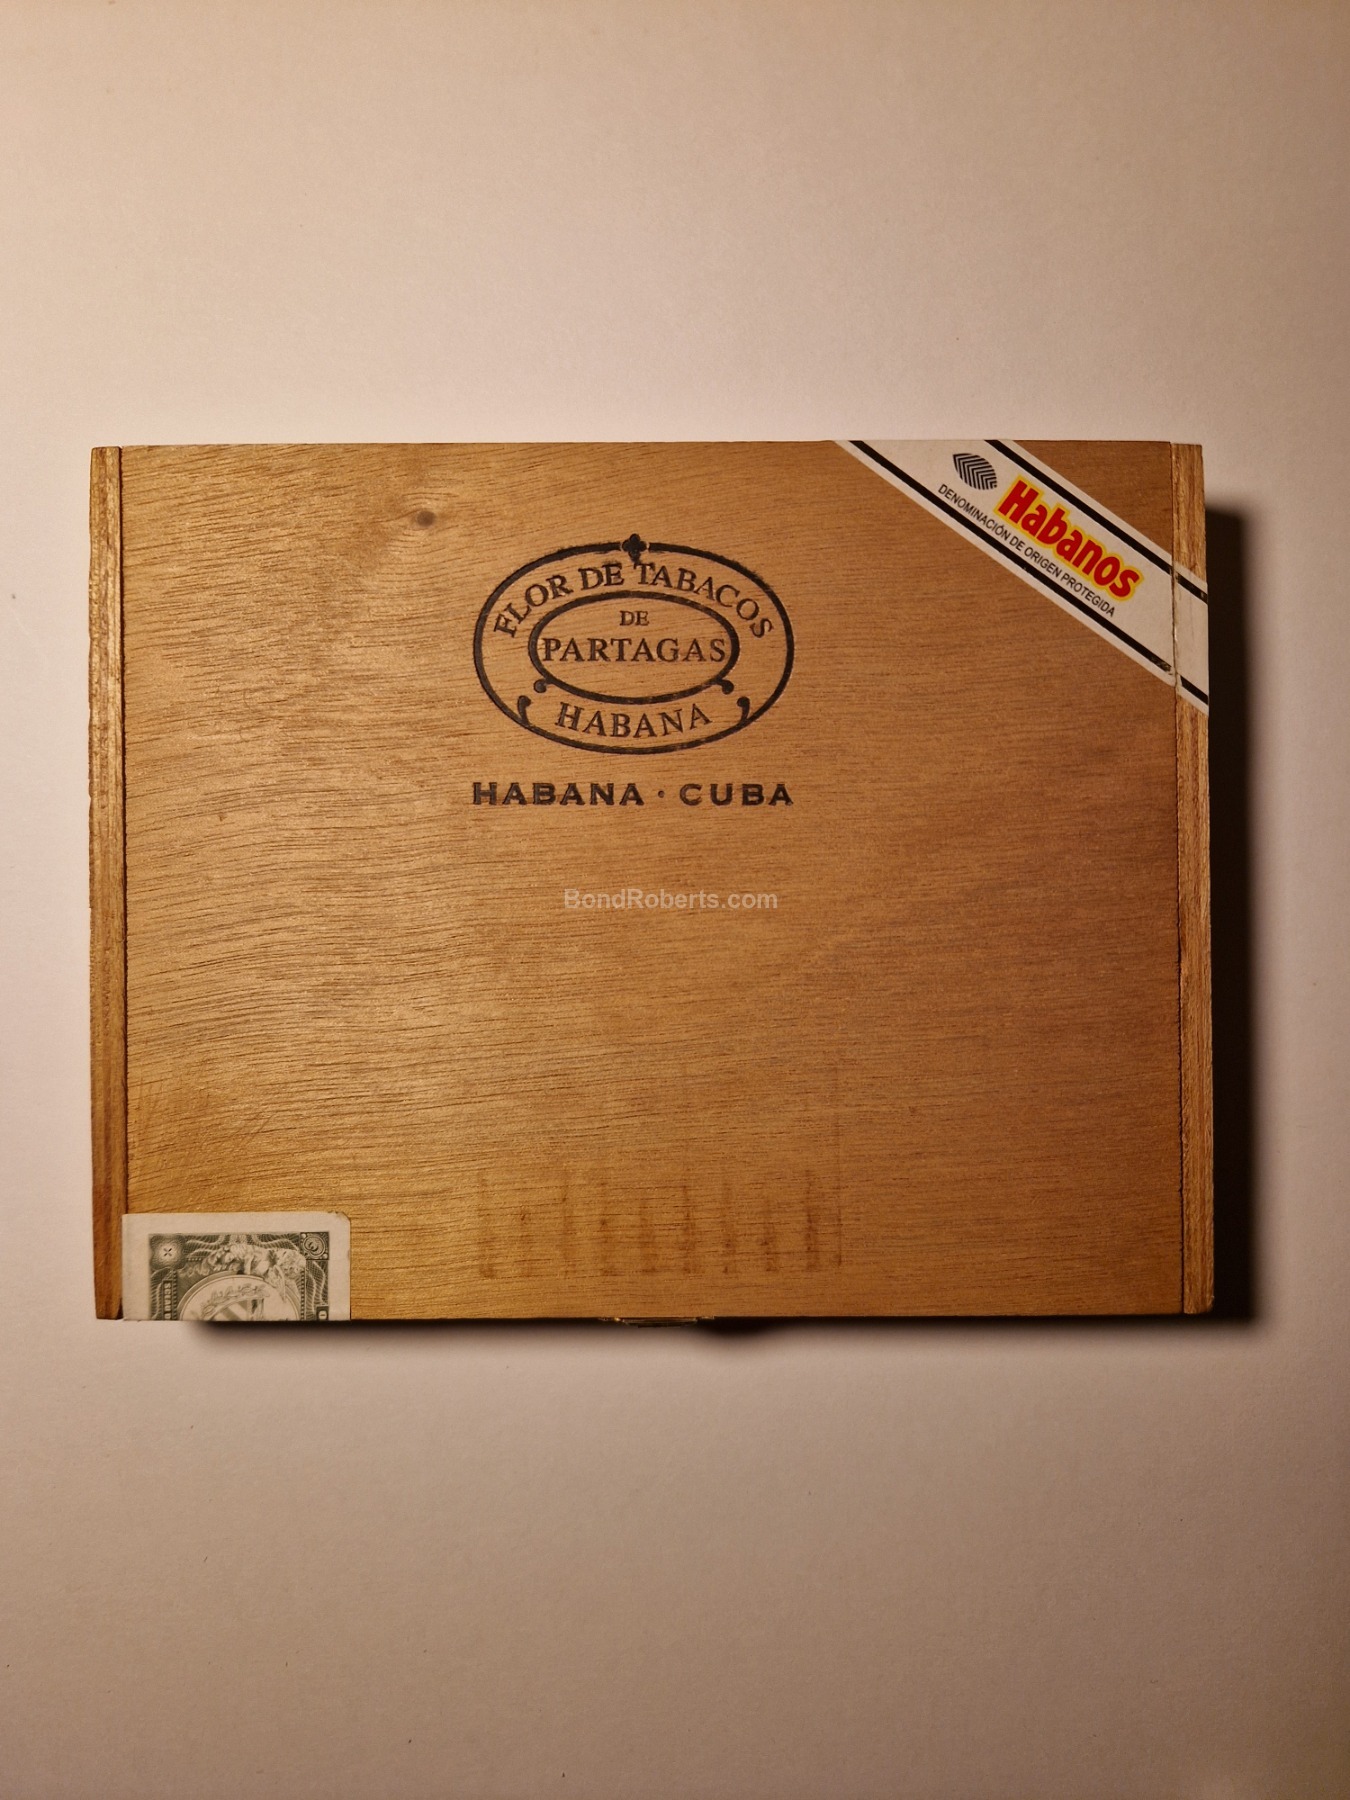 Habanos
DENOMINACIÓN DE ORIGEN PROTEGIDA
FLOR DE TABACOS
DE
PARTAGAS
HABANA
HABANA · CUBA
BondRoberts.com